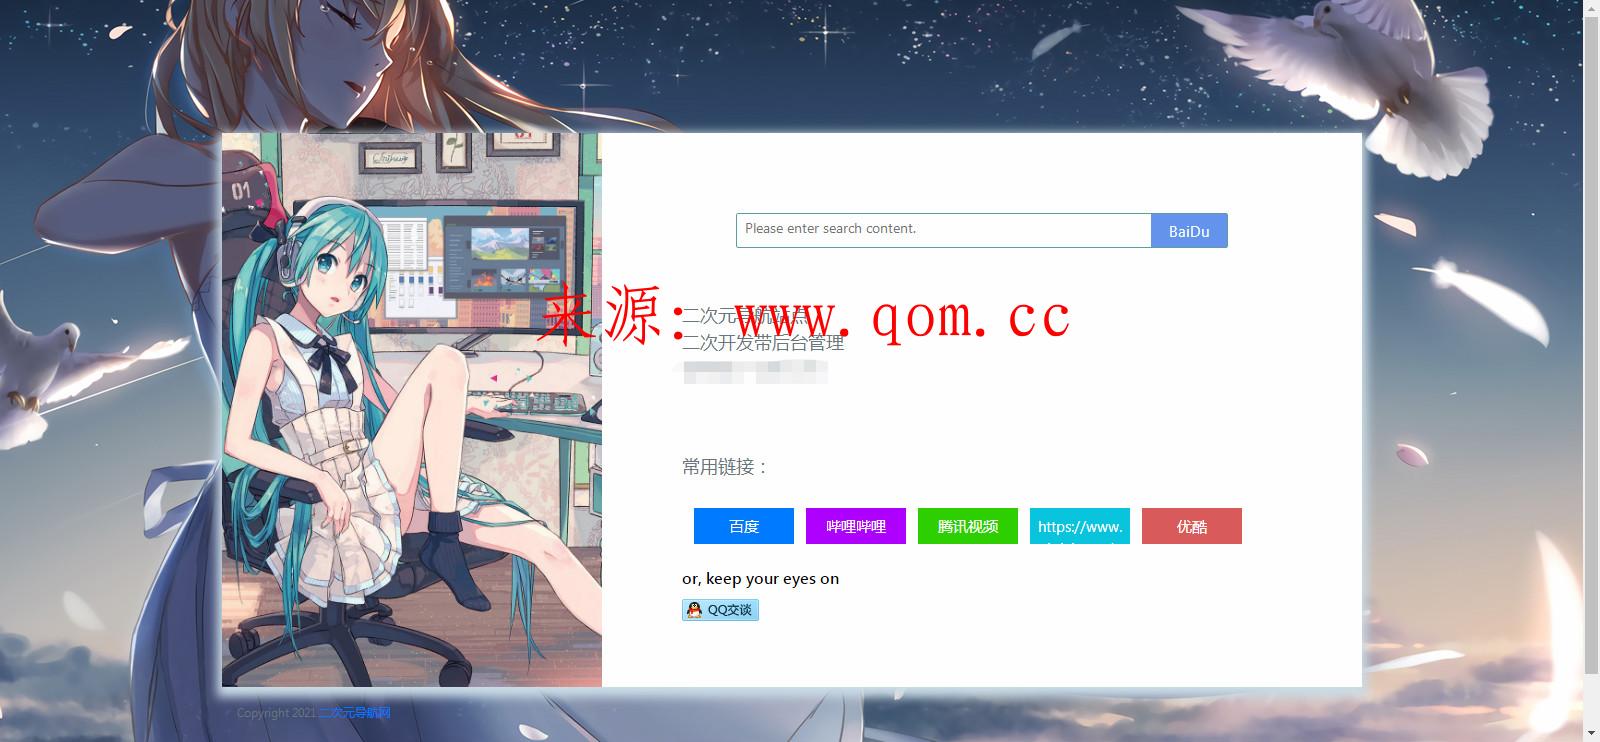 01
Please enter search content.
BaiDu
来源：www.qom.cc
二次元导航站点
二次开发带后台管理
常用链接：
百度
哔哩哔哩
腾讯视频
https://www.
优酷
or, keep your eyes on
QQ交谈
Copyright 2021 二次元导航网